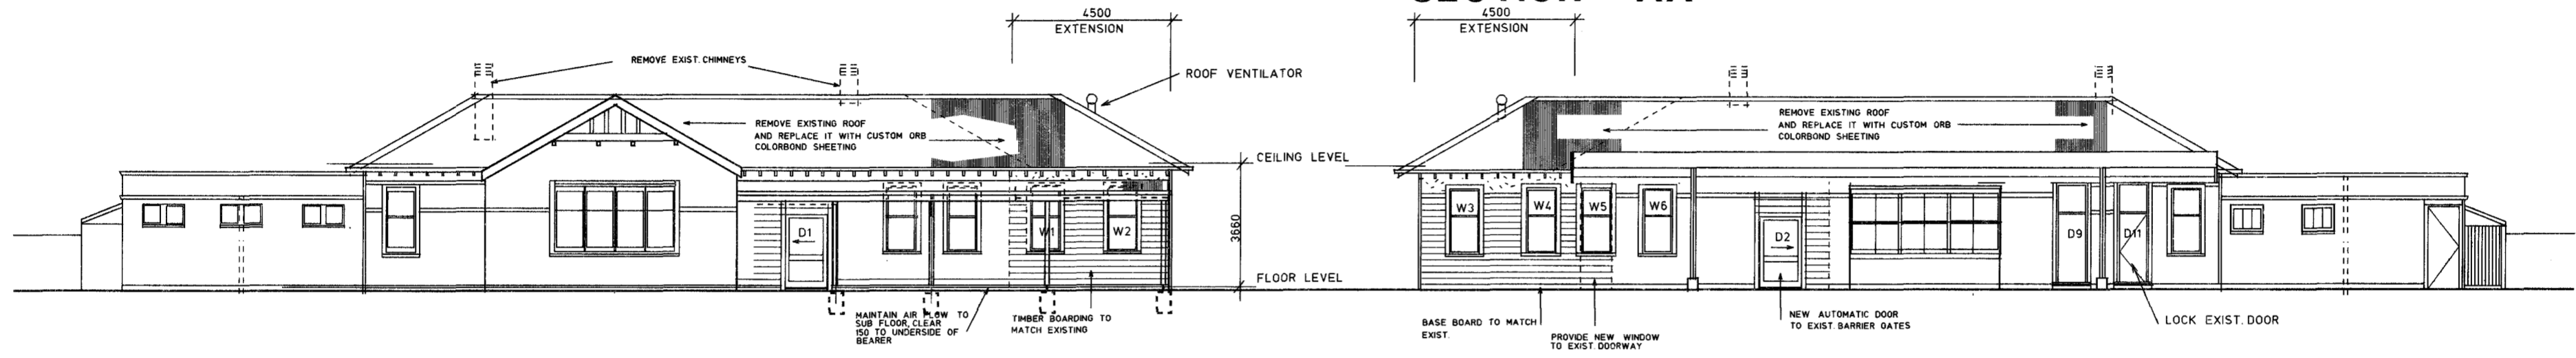 SECTION AA
4500
EXTENSION
REMOVE EXIST. CHIMNEYS
ROOF VENTILATOR
REMOVE EXISTING ROOF
AND REPLACE IT WITH CUSTOM ORB
COLORBOND SHEETING
CEILING LEVEL
3660
FLOOR LEVEL
D1
W1
W2
MAINTAIN AIR FLOW TO
SUB FLOOR, CLEAR
150 TO UNDERSIDE OF
BEARER
TIMBER BOARDING TO
MATCH EXISTING
4500
EXTENSION
REMOVE EXISTING ROOF
AND REPLACE IT WITH CUSTOM ORB
COLORBOND SHEETING
W3
W4
W5
W6
D2
D9
D11
BASE BOARD TO MATCH
EXIST.
PROVIDE NEW WINDOW
TO EXIST. DOORWAY
NEW AUTOMATIC DOOR
TO EXIST. BARRIER GATES
LOCK EXIST. DOOR